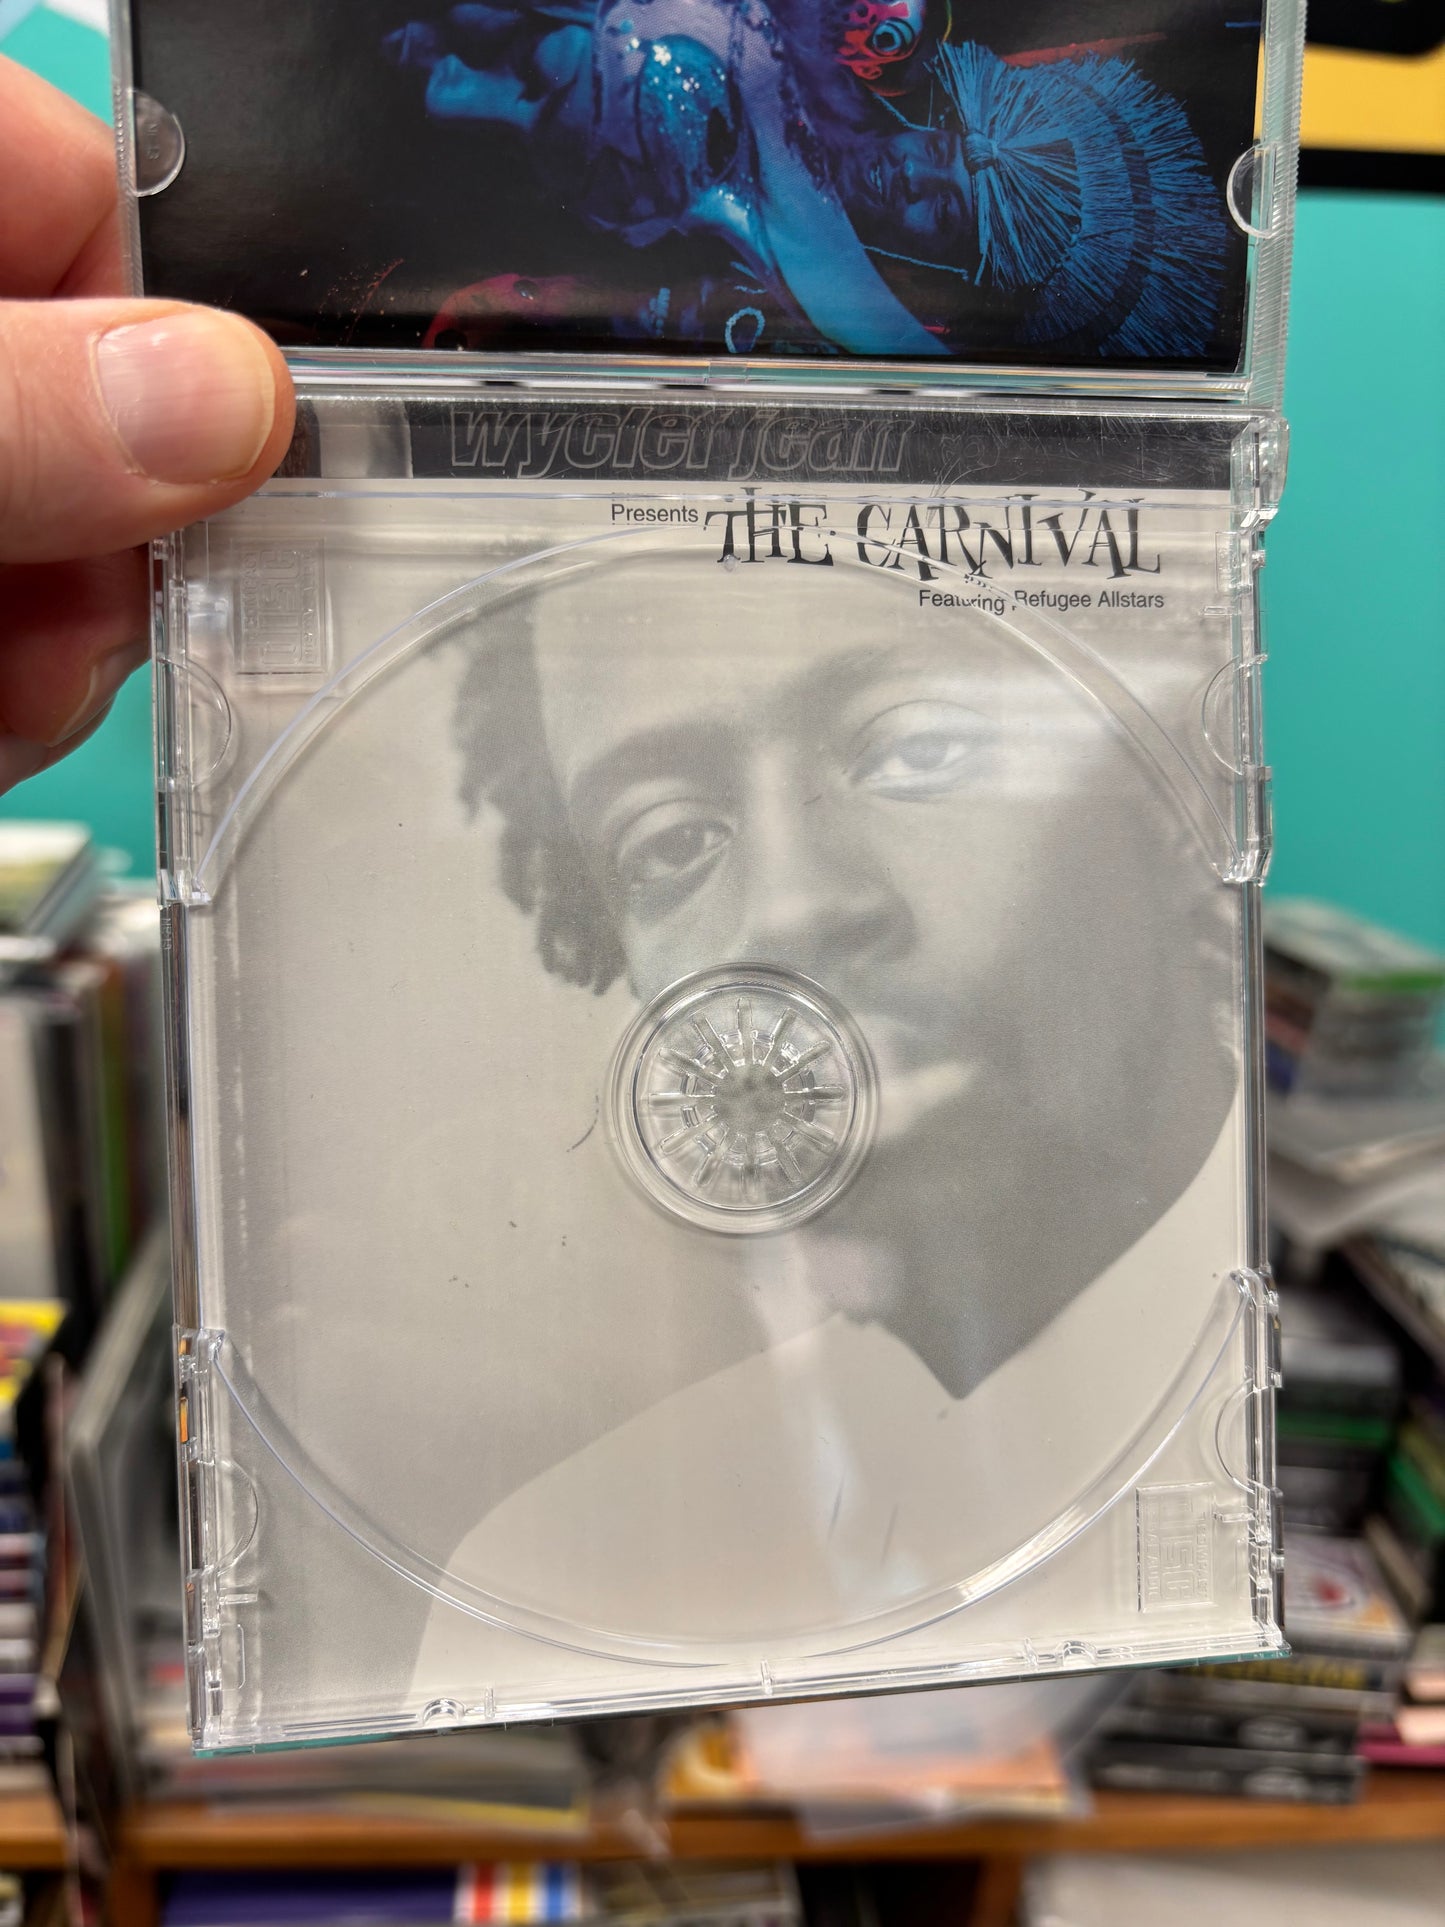 wyclef jean
Presents THE CARNIVAL
Featuring Refugee Allstars